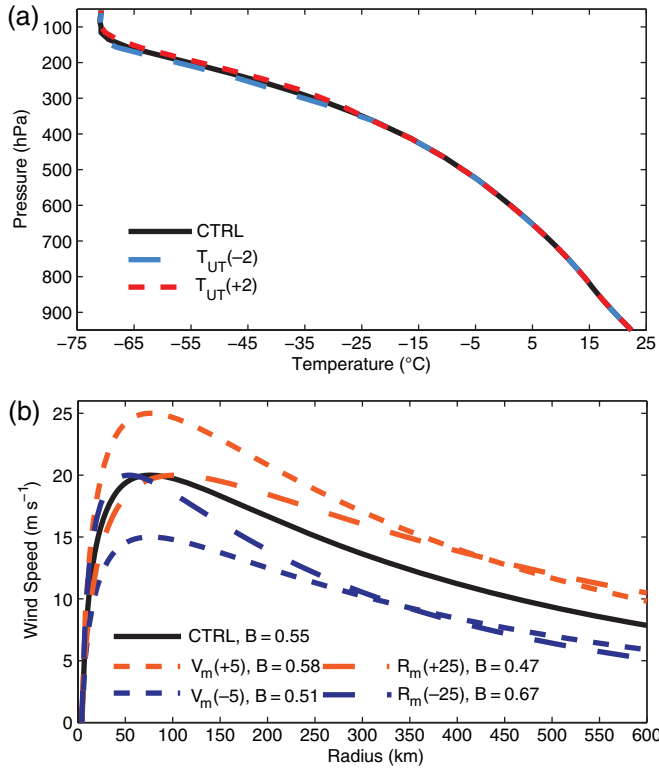 (a)
100
200
300
400
500
600
700
800
900
Pressure (hPa)
CTRL
T_UT(−2)
T_UT(+2)
−75 −65 −55 −45 −35 −25 −15 −5 5 15 25
Temperature (°C)
(b)
25
20
15
10
5
0
Wind Speed (m s⁻¹)
CTRL, B = 0.55
V_m(+5), B = 0.58 R_m(+25), B = 0.47
V_m(−5), B = 0.51 R_m(−25), B = 0.67
0 50 100 150 200 250 300 350 400 450 500 550 600
Radius (km)